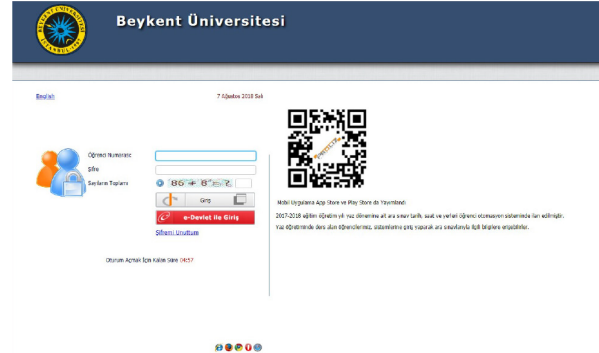 Beykent Üniversitesi
English
7 Ağustos 2018 Salı
Öğrenci Numarası
Şifre
Sayıların Toplamı
86 + 8 = ?
Giriş
e-Devlet ile Giriş
Şifremi Unuttum
Oturum Açmak İçin Kalan Süre 04:57
Mobil Uygulama App Store ve Play Store da Yayımlandı
2017-2018 eğitim öğretim yılı yaz dönemine ait ara sınav tarih, saat ve yerleri öğrenci otomasyon sisteminde ilan edilmiştir.
Yaz öğretiminde ders alan öğrencilerimiz, sistemlerine giriş yaparak ara sınavlarıyla ilgili bilgilere erişebilirler.